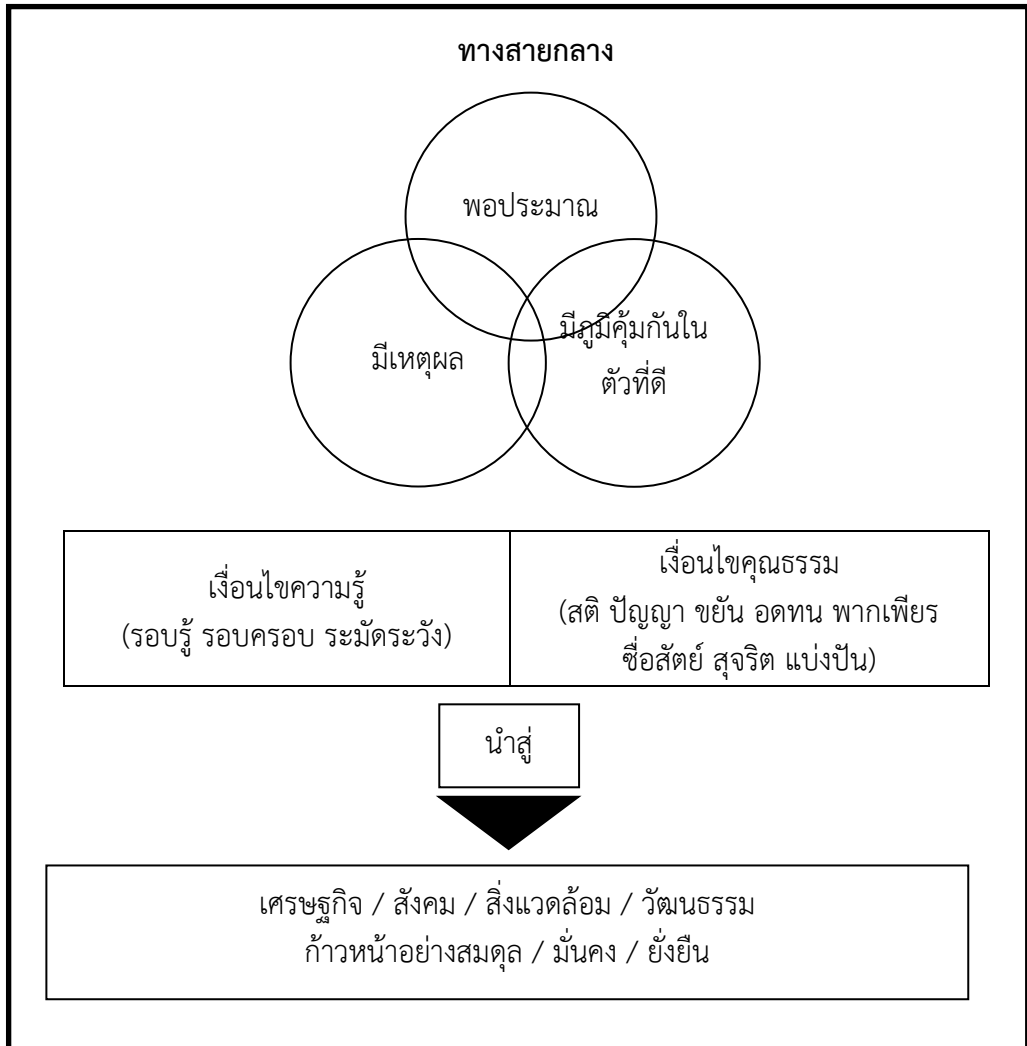 ทางสายกลาง
พอประมาณ
มีเหตุผล
มีภูมิคุ้มกันใน
ตัวที่ดี
เงื่อนไขความรู้
(รอบรู้ รอบครอบ ระมัดระวัง)
เงื่อนไขคุณธรรม
(สติ ปัญญา ขยัน อดทน พากเพียร
ซื่อสัตย์ สุจริต แบ่งปัน)
นำสู่
เศรษฐกิจ / สังคม / สิ่งแวดล้อม / วัฒนธรรม
ก้าวหน้าอย่างสมดุล / มั่นคง / ยั่งยืน